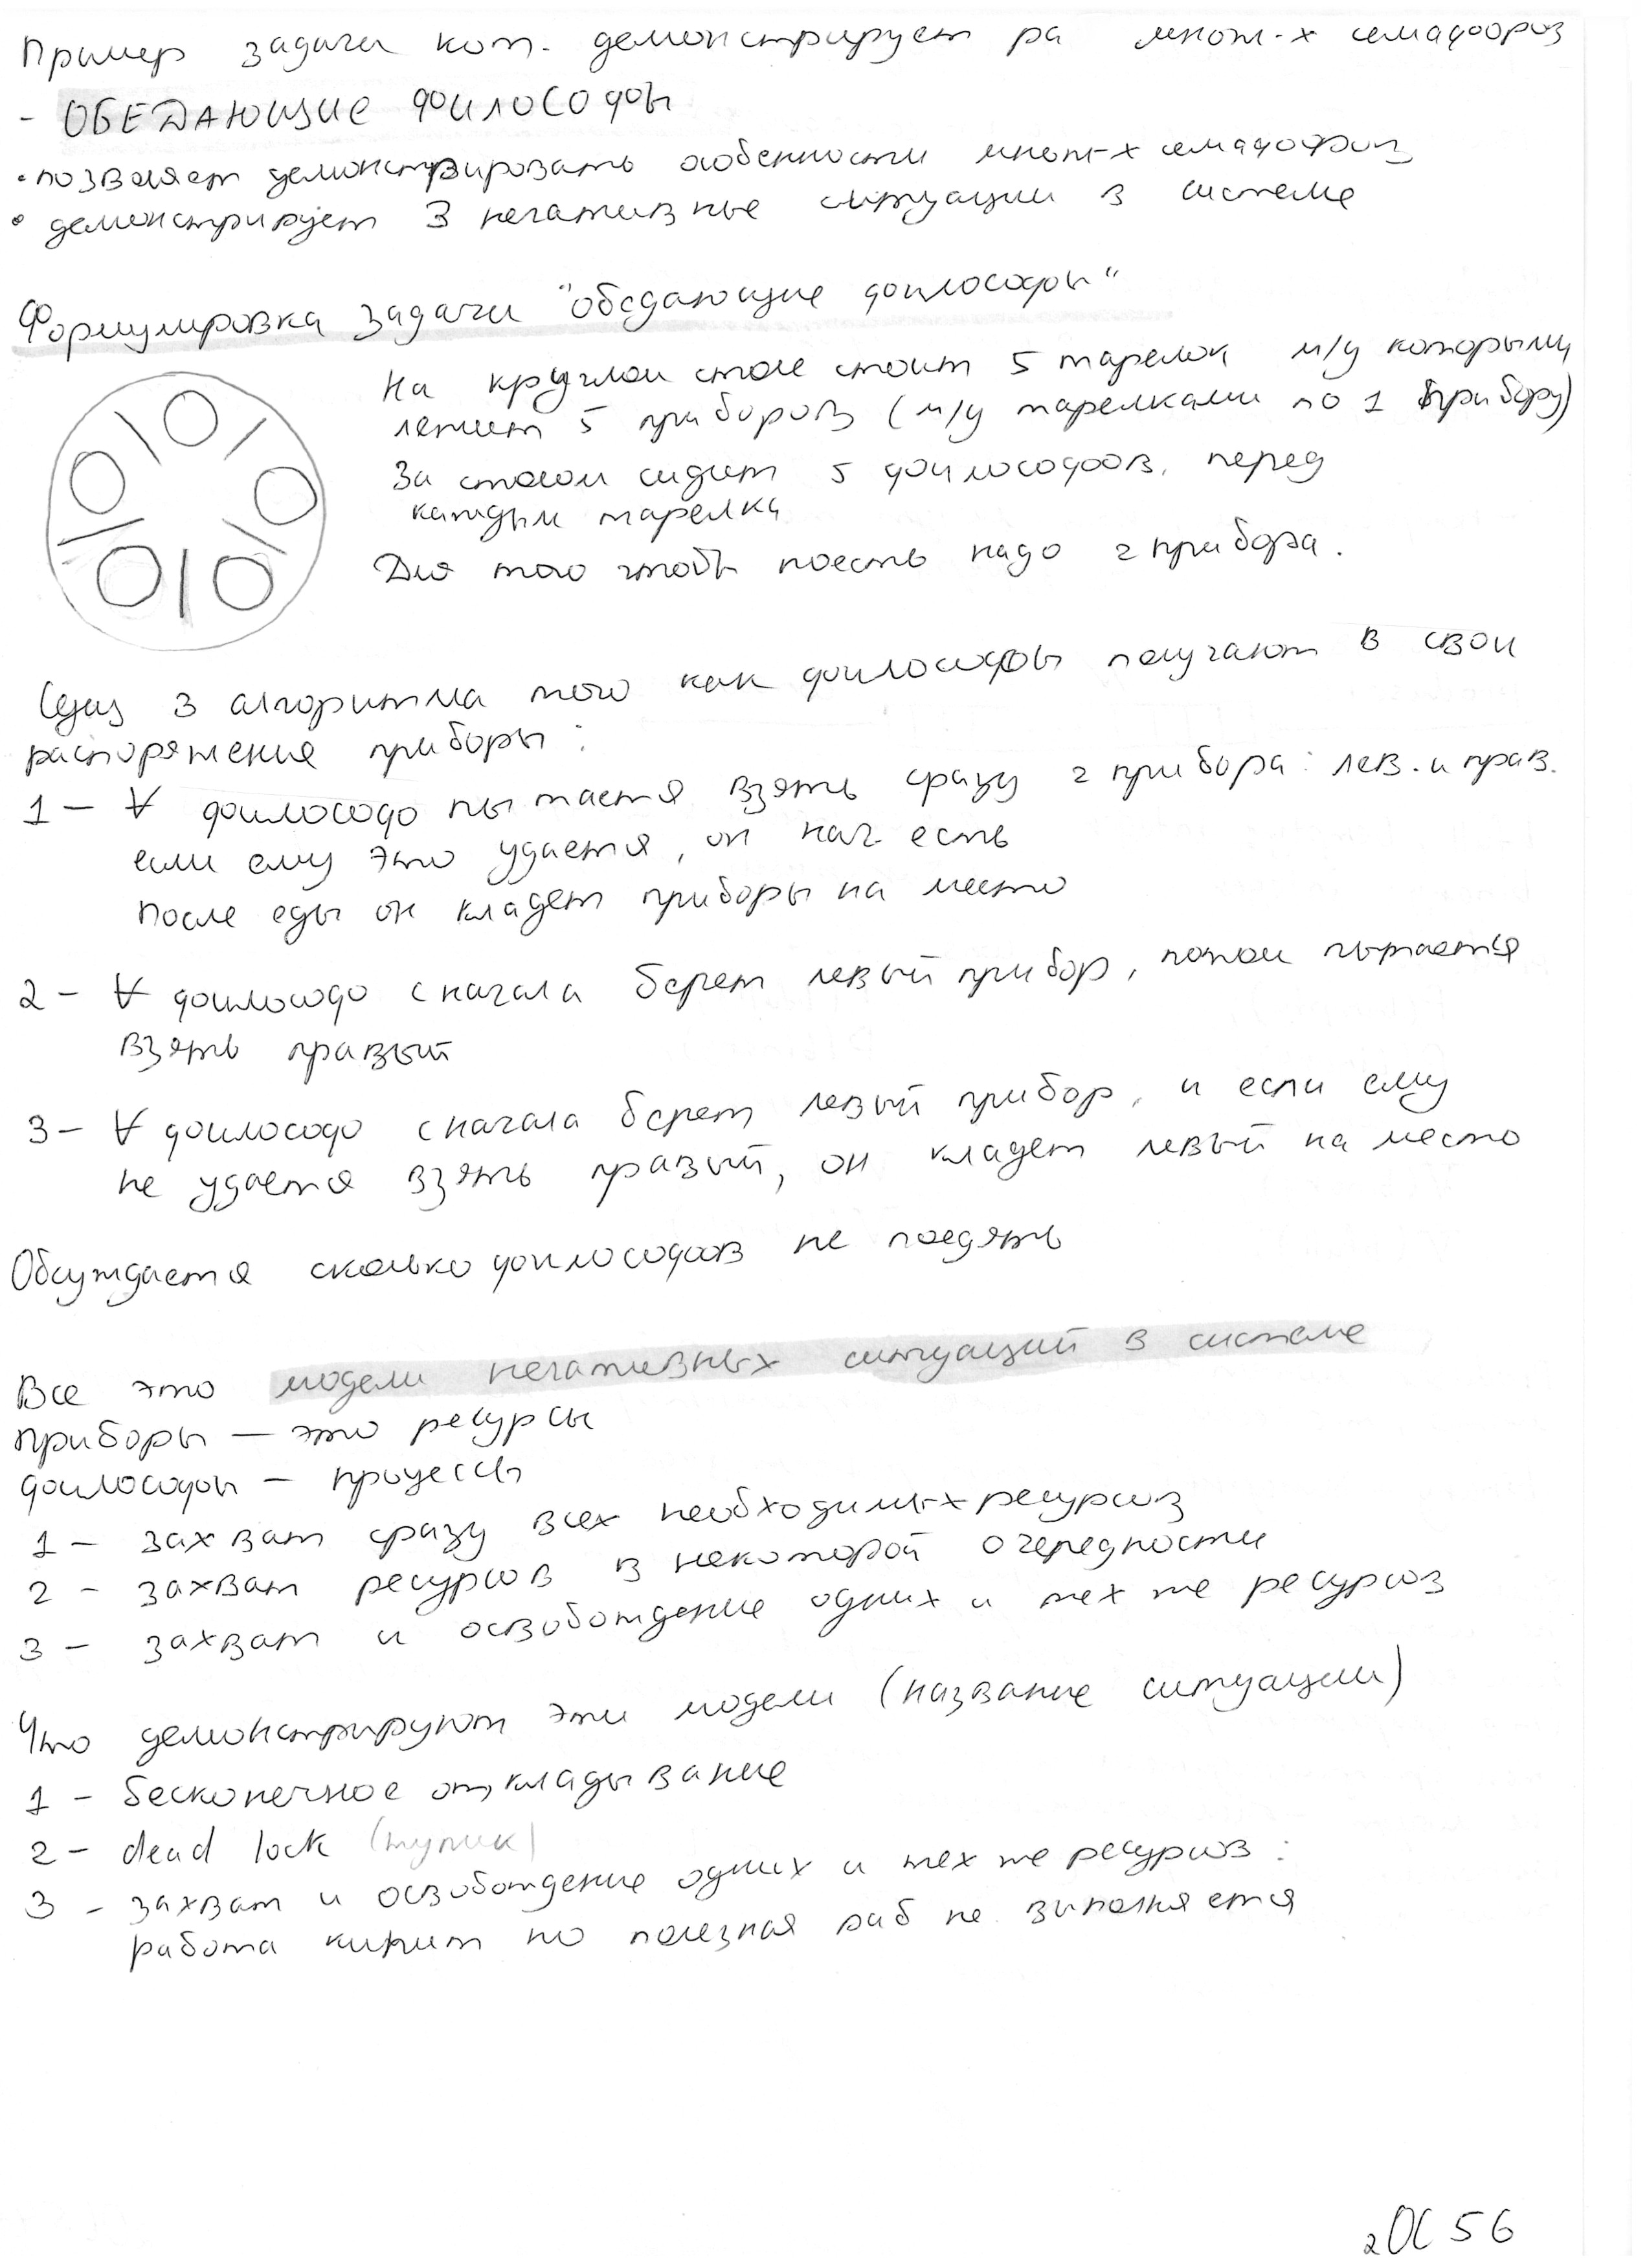 Пример задачи кот. демонстрирует ра множ-х семафоров
- ОБЕДАЮЩИЕ ФИЛОСОФЫ
• позволяет демонстрировать особенности множ-х семафоров
• демонстрирует 3 негативные ситуации в системе
Формулировка задачи "обедающие философы"
На круглом столе стоит 5 тарелок м/у которыми
лежит 5 приборов (м/у тарелками по 1 прибору)
За столом сидит 5 философов, перед
каждым тарелка
Для того чтобы поесть надо 2 прибора.
Сущ 3 алгоритма того как философы получают в свои
распоряжения приборы:
1 - ∀ философ пытается взять сразу 2 прибора: лев. и прав.
если ему это удается, он нач. есть
После еды он кладет приборы на место
2 - ∀ философ сначала берет левый прибор, потом пытается
взять правый
3 - ∀ философ сначала берет левый прибор, и если ему
не удается взять правый, он кладет левый на место
Обсуждается сколько философов не поедять
Все это модели негативных ситуаций в системе
приборы — это ресурсы
философы — процессы
1 - захват сразу всех необходимых ресурсов
2 - захват ресурсов в некоторой очередности
3 - захват и освобождение одних и тех же ресурсов
Что демонстрируют эти модели (название ситуации)
1 - бесконечное откладывание
2 - dead lock (тупик)
3 - захват и освобождение одних и тех же ресурсов:
работа кипит но полезная раб не выполняется
2ОС 56